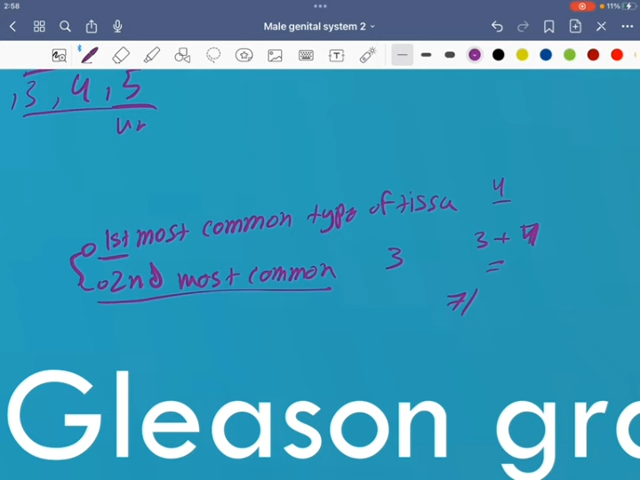 2:58
11%
Male genital system 2
, 3, 4, 5
1st most common type of tissu 4
2nd most common 3
3 + 4
=
7/
Gleason gra